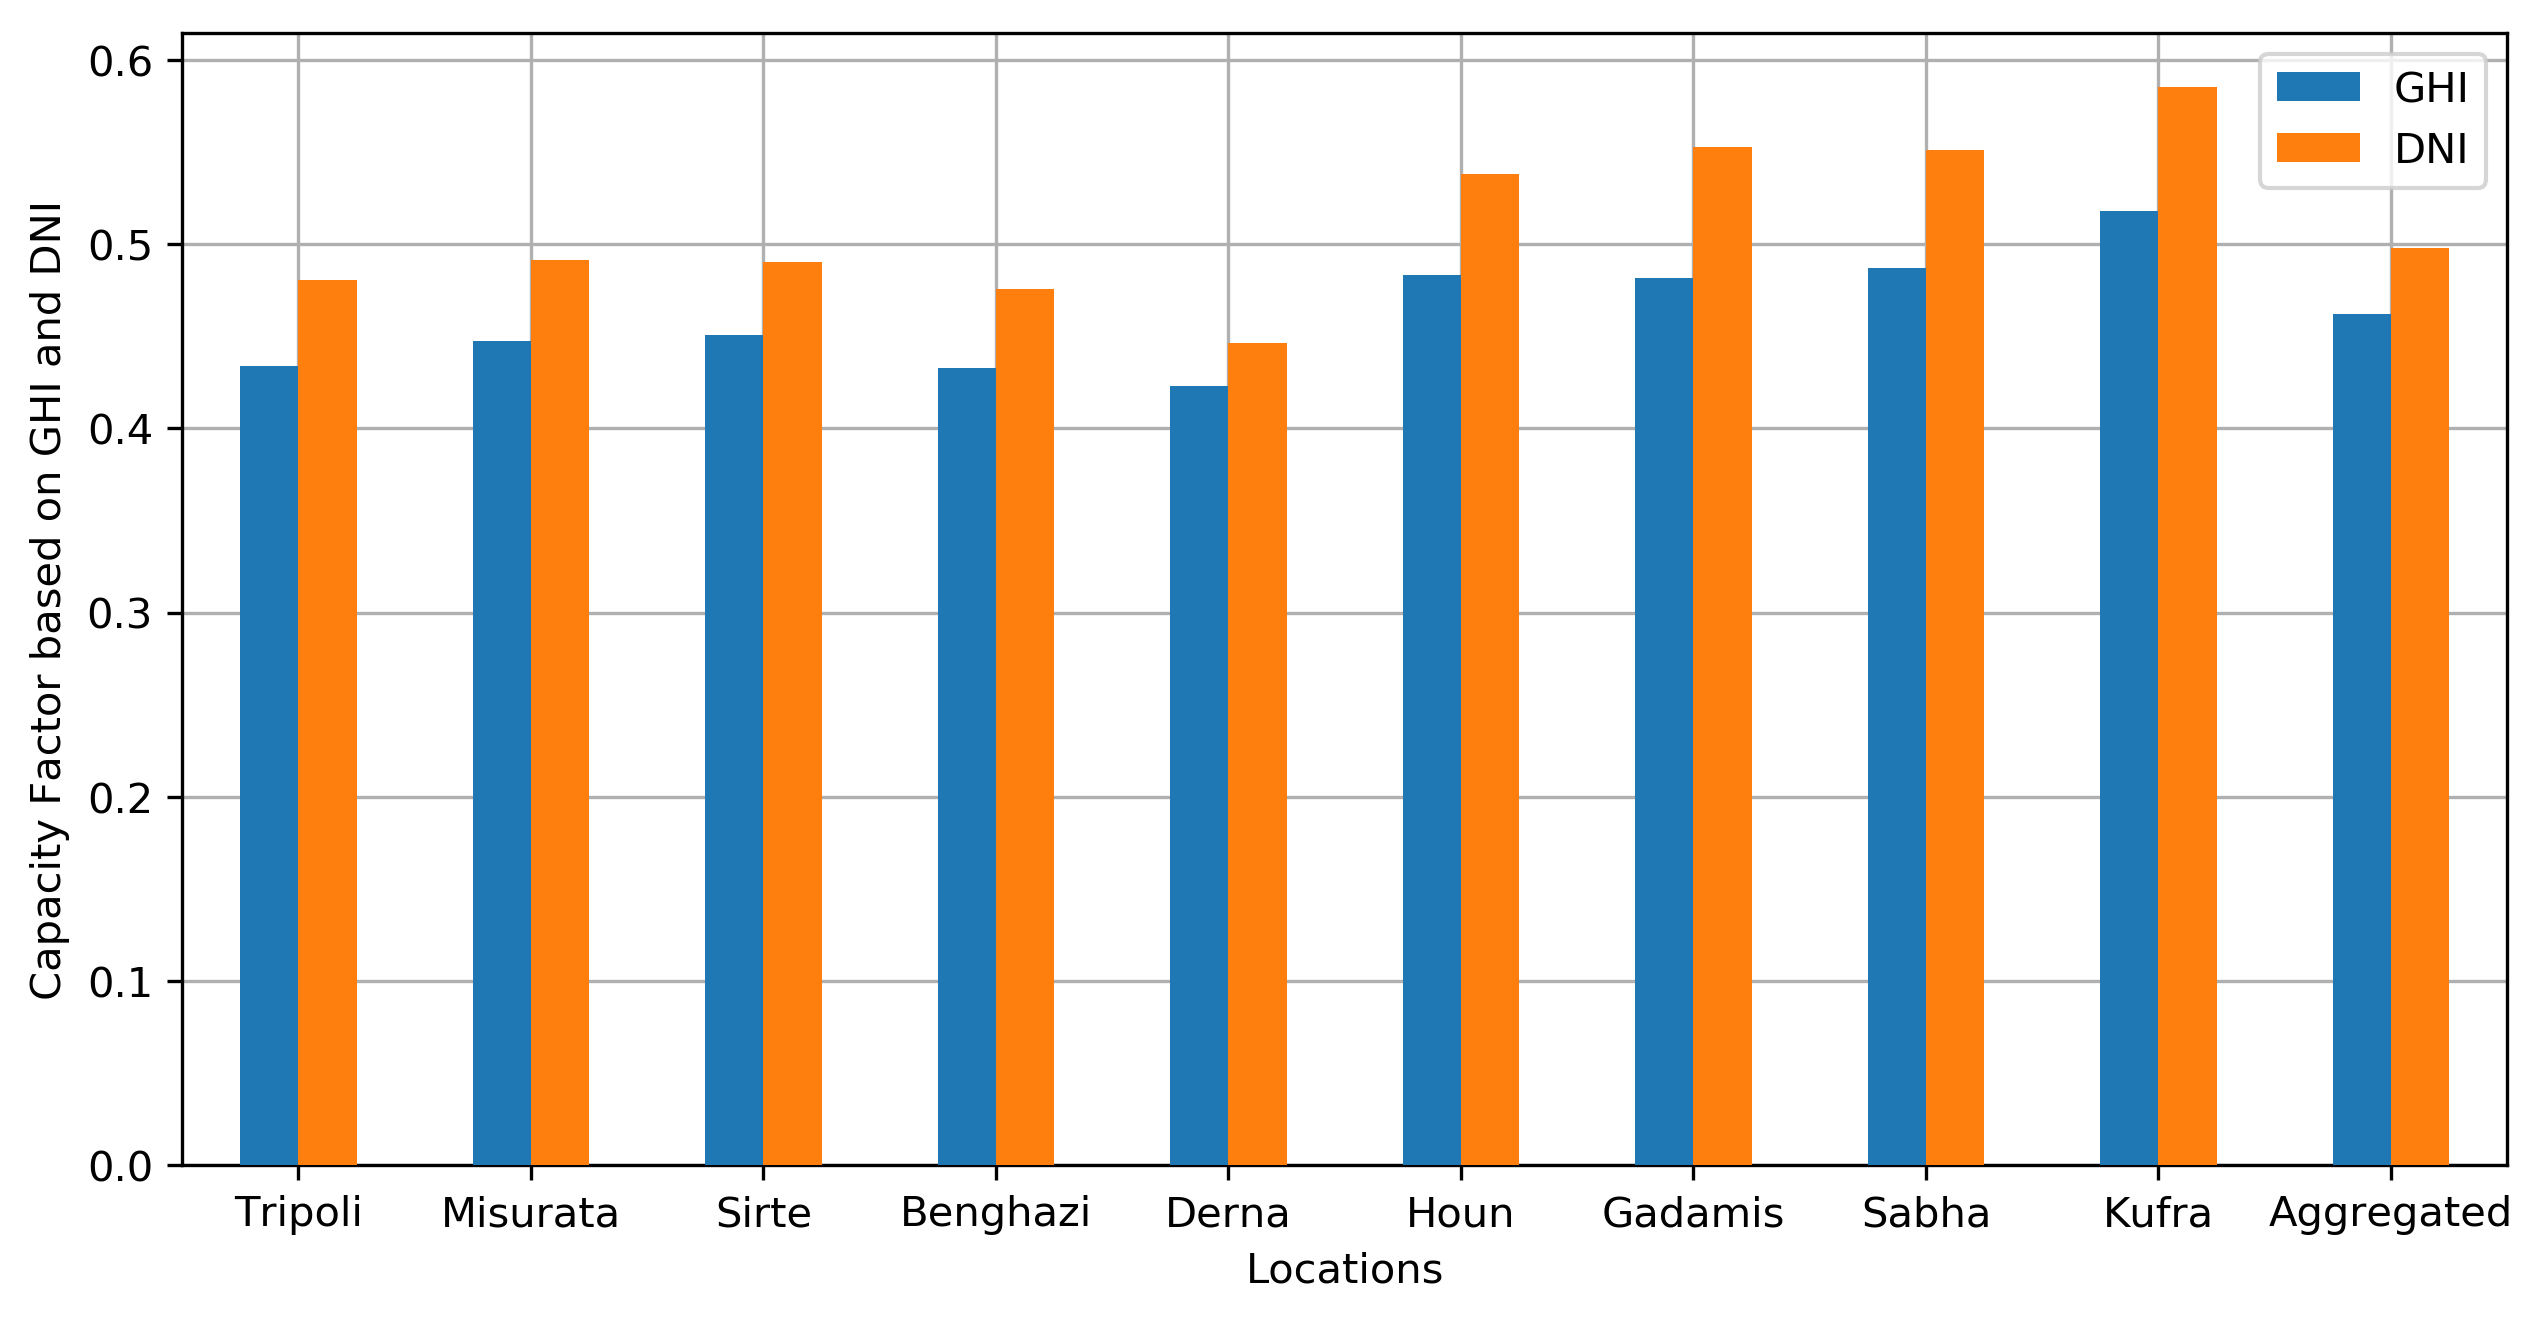 Capacity Factor based on GHI and DNI
0.6
0.5
0.4
0.3
0.2
0.1
0.0
GHI
DNI
Tripoli Misurata Sirte Benghazi Derna Houn Gadamis Sabha Kufra Aggregated
Locations